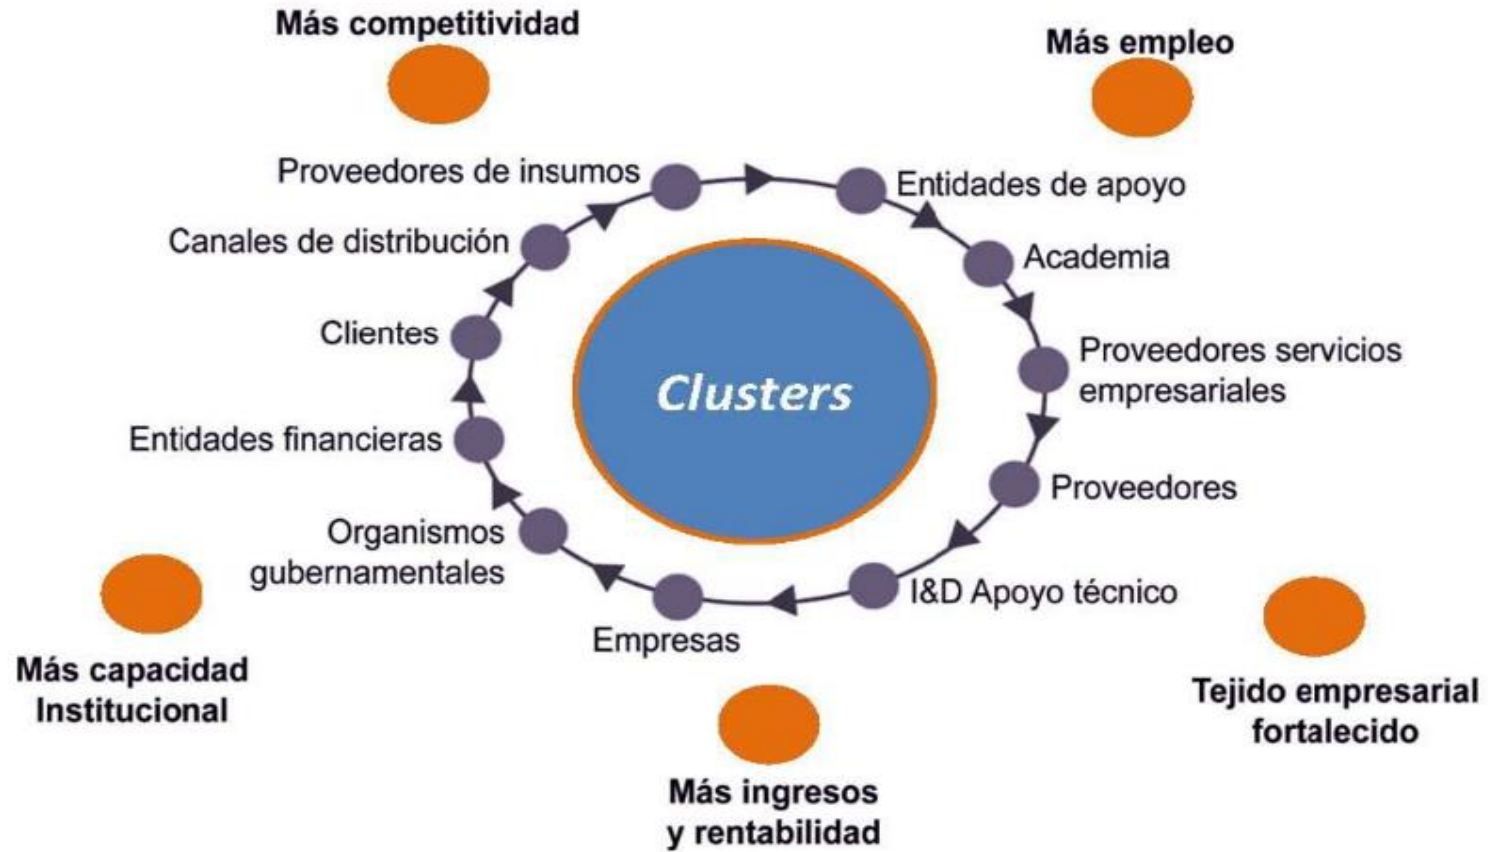 Más competitividad
Más empleo
Proveedores de insumos
Entidades de apoyo
Canales de distribución
Academia
Clientes
Proveedores servicios
empresariales
Clusters
Entidades financieras
Proveedores
Organismos
gubernamentales
I&D Apoyo técnico
Empresas
Más capacidad
Institucional
Tejido empresarial
fortalecido
Más ingresos
y rentabilidad